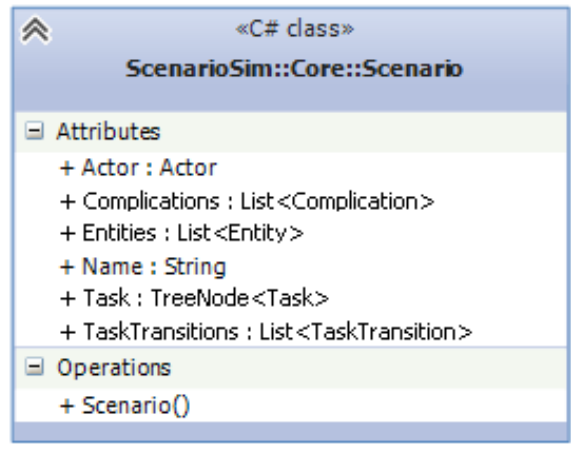 «C# class»
ScenarioSim::Core::Scenario
Attributes
+ Actor : Actor
+ Complications : List<Complication>
+ Entities : List<Entity>
+ Name : String
+ Task : TreeNode<Task>
+ TaskTransitions : List<TaskTransition>
Operations
+ Scenario()